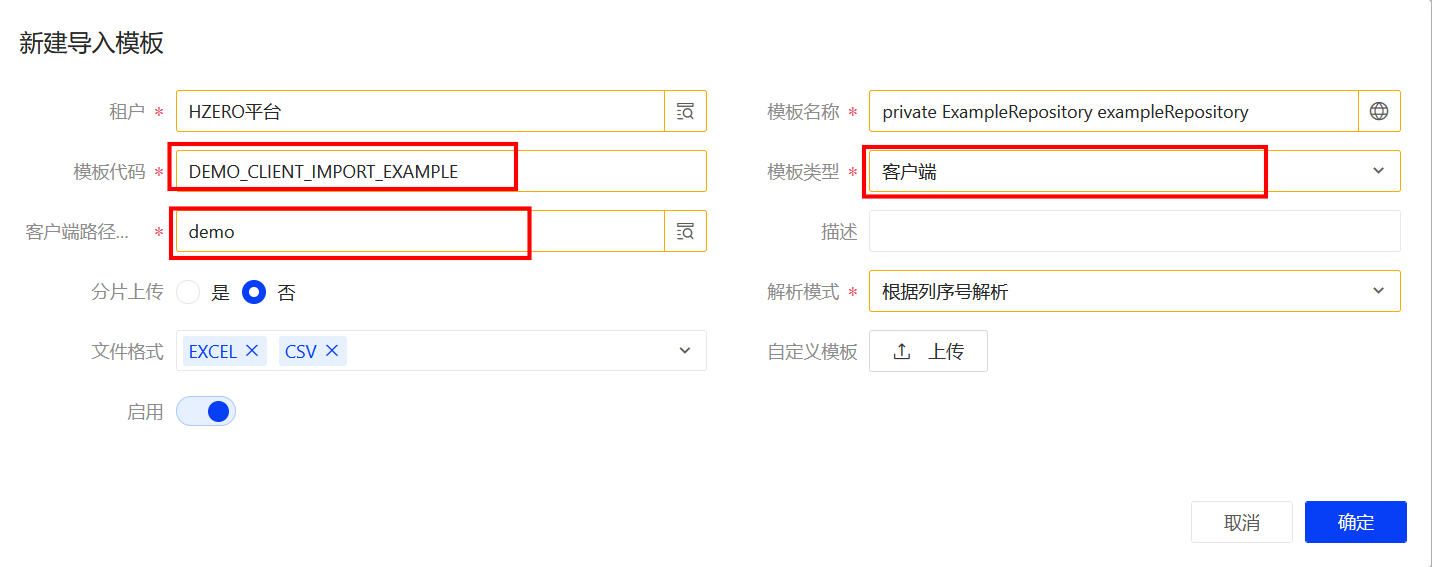 新建导入模板
租户 * HZERO平台
模板名称 * private ExampleRepository exampleRepository
模板代码 * DEMO_CLIENT_IMPORT_EXAMPLE
模板类型 * 客户端
客户端路径... * demo
描述
分片上传 是 否
解析模式 * 根据列序号解析
文件格式 EXCEL × CSV ×
自定义模板 上传
启用
取消 确定